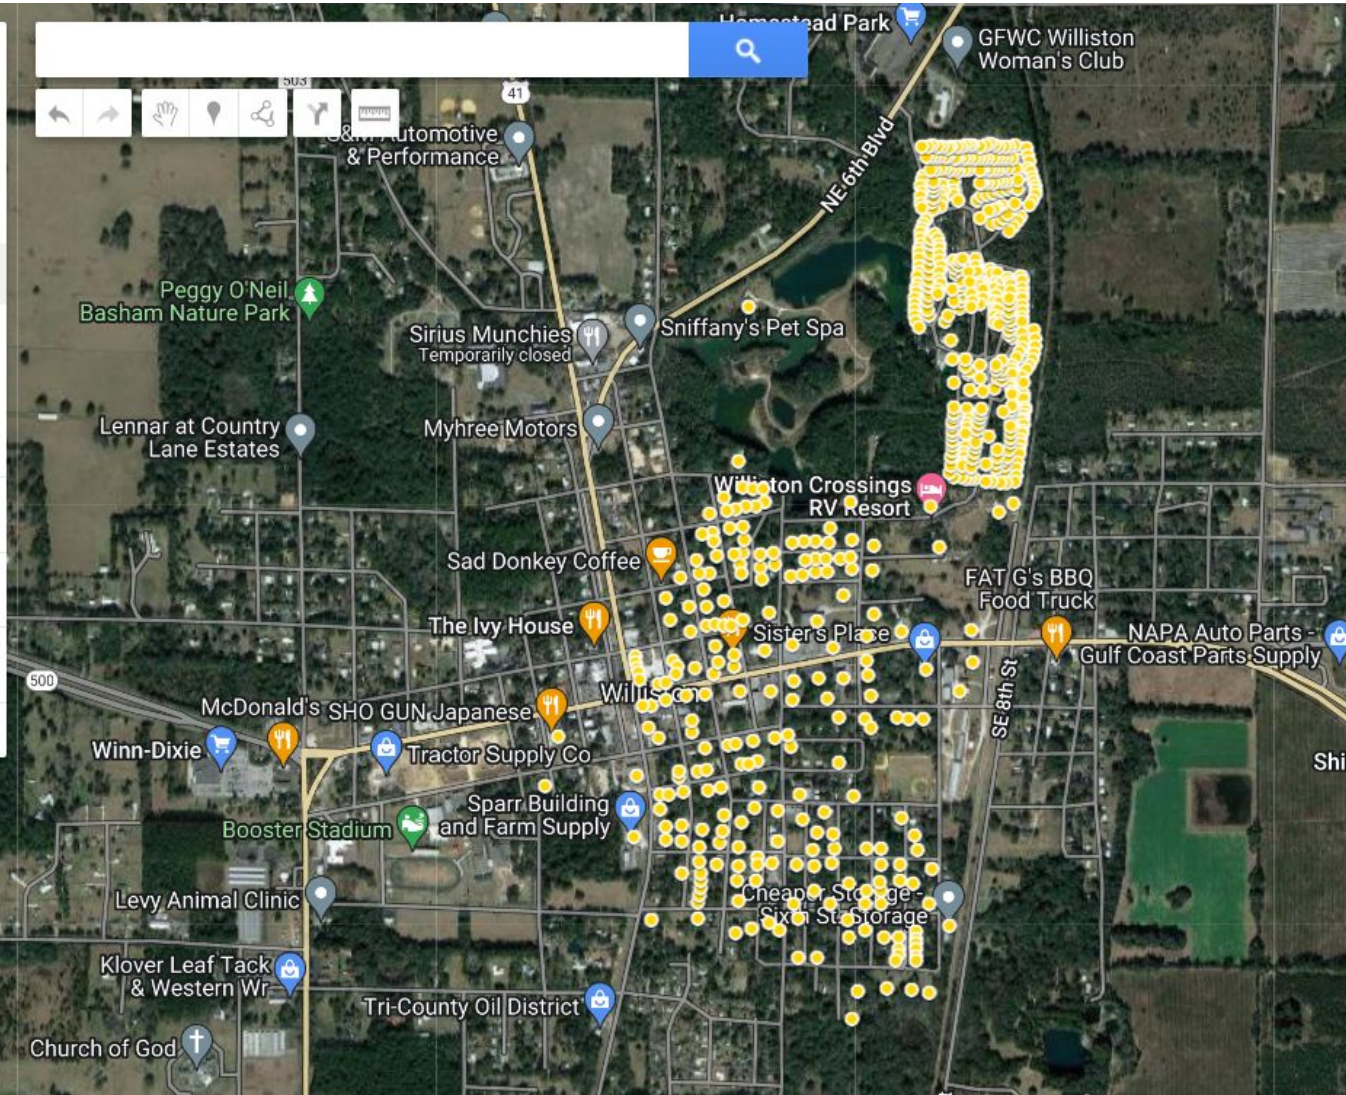 Homestead Park
GFWC Williston
Woman's Club
503
41
S&M Automotive
& Performance
NE 6th Blvd
Peggy O'Neil
Basham Nature Park
Sirius Munchies
Temporarily closed
Sniffany's Pet Spa
Lennar at Country
Lane Estates
Myhree Motors
Williston Crossings
RV Resort
Sad Donkey Coffee
FAT G's BBQ
Food Truck
The Ivy House
Sister's Place
NAPA Auto Parts -
Gulf Coast Parts Supply
500
Williston
SE 8th St
McDonald's
SHO GUN Japanese
Winn-Dixie
Tractor Supply Co
Shi
Sparr Building
and Farm Supply
Booster Stadium
Levy Animal Clinic
Cheaper Storage -
Sixth St. Storage
Klover Leaf Tack
& Western Wr
Tri-County Oil District
Church of God